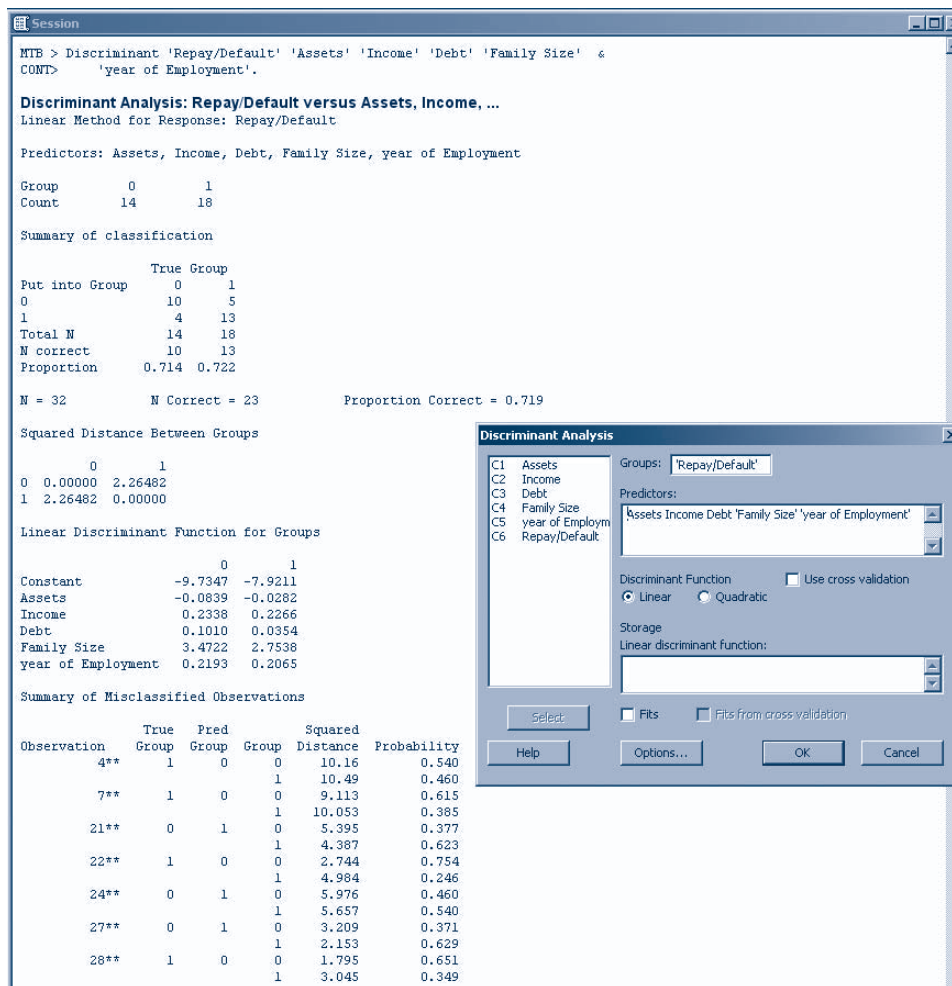 Session
MTB > Discriminant 'Repay/Default' 'Assets' 'Income' 'Debt' 'Family Size' &
CONT> 'year of Employment'.
Discriminant Analysis: Repay/Default versus Assets, Income, ...
Linear Method for Response: Repay/Default
Predictors: Assets, Income, Debt, Family Size, year of Employment
Group 0 1
Count 14 18
Summary of classification
True Group
Put into Group 0 1
0 10 5
1 4 13
Total N 14 18
N correct 10 13
Proportion 0.714 0.722
N = 32 N Correct = 23 Proportion Correct = 0.719
Squared Distance Between Groups
0 1
0 0.00000 2.26482
1 2.26482 0.00000
Linear Discriminant Function for Groups
0 1
Constant -9.7347 -7.9211
Assets -0.0839 -0.0282
Income 0.2338 0.2266
Debt 0.1010 0.0354
Family Size 3.4722 2.7538
year of Employment 0.2193 0.2065
Summary of Misclassified Observations
True Pred Squared
Observation Group Group Group Distance Probability
4** 1 0 0 10.16 0.540
1 10.49 0.460
7** 1 0 0 9.113 0.615
1 10.053 0.385
21** 0 1 0 5.395 0.377
1 4.387 0.623
22** 1 0 0 2.744 0.754
1 4.984 0.246
24** 0 1 0 5.976 0.460
1 5.657 0.540
27** 0 1 0 3.209 0.371
1 2.153 0.629
28** 1 0 0 1.795 0.651
1 3.045 0.349
Discriminant Analysis
C1 Assets
C2 Income
C3 Debt
C4 Family Size
C5 year of Employm
C6 Repay/Default
Groups: 'Repay/Default'
Predictors:
Assets Income Debt 'Family Size' 'year of Employment'
Discriminant Function
Use cross validation
Linear Quadratic
Storage
Linear discriminant function:
Select
Fits Fits from cross validation
Help Options... OK Cancel